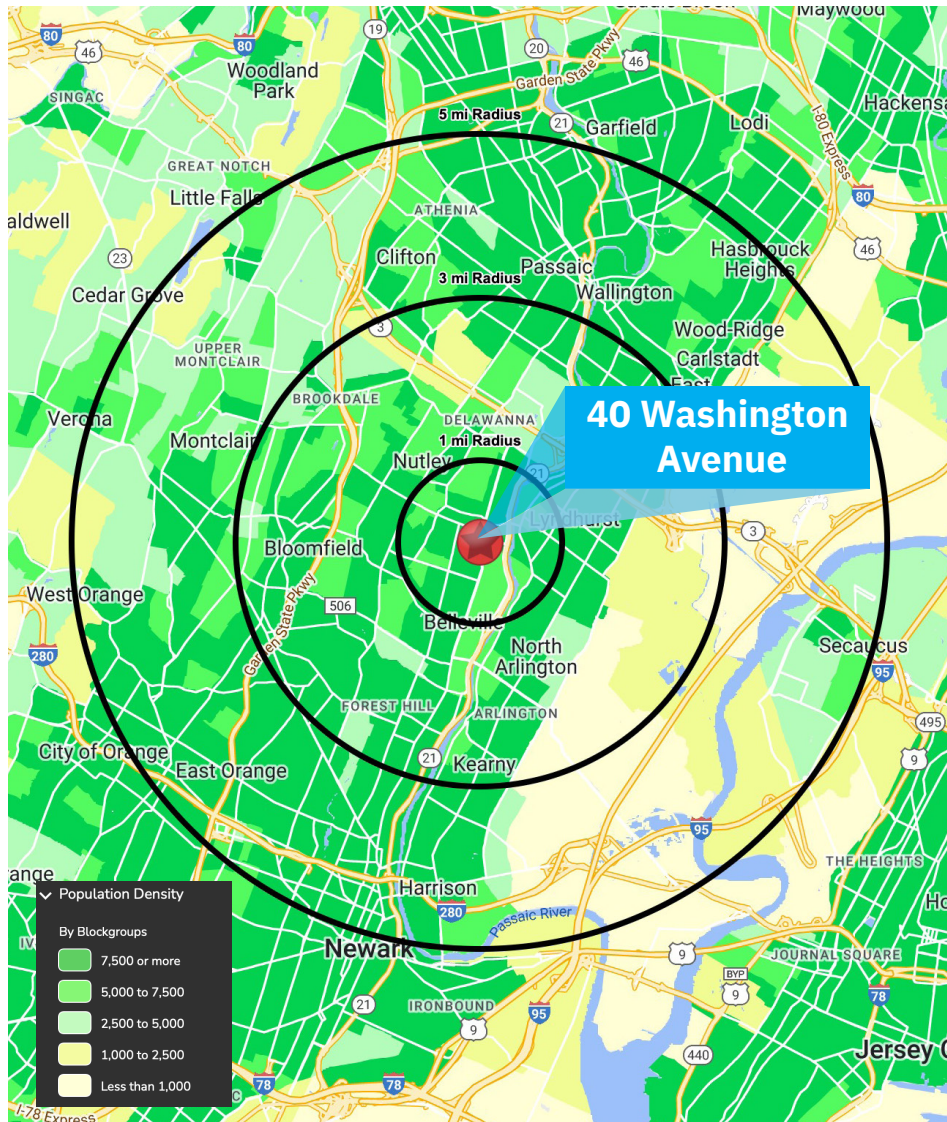 Maywood
80
19
20
46
80
46
Woodland
Park
Garden State Pkwy
SINGAC
Hackensa
I-80 Express
5 mi Radius
21
Garfield
Lodi
GREAT NOTCH
Little Falls
80
ATHENIA
aldwell
46
23
Clifton
Hasbrouck
Heights
3 mi Radius
Passaic
Cedar Grove
Wallington
3
Wood-Ridge
UPPER
MONTCLAIR
Carlstadt
East
BROOKDALE
40 Washington
Avenue
Verona
DELAWANNA
Montclair
1 mi Radius
Nutley
21
Lyndhurst
3
Bloomfield
West Orange
506
Garden State Pkwy
Belleville
280
North
Arlington
Secaucus
95
FOREST HILL
ARLINGTON
495
City of Orange
21
Kearny
9
East Orange
95
THE HEIGHTS
ange
Harrison
Ho
280
Passaic River
Newark
9
JOURNAL SQUARE
BYP
9
78
21
IRONBOUND
9
95
440
Jersey C
78
78
I-78 Express
Population Density
By Blockgroups
7,500 or more
5,000 to 7,500
2,500 to 5,000
1,000 to 2,500
Less than 1,000